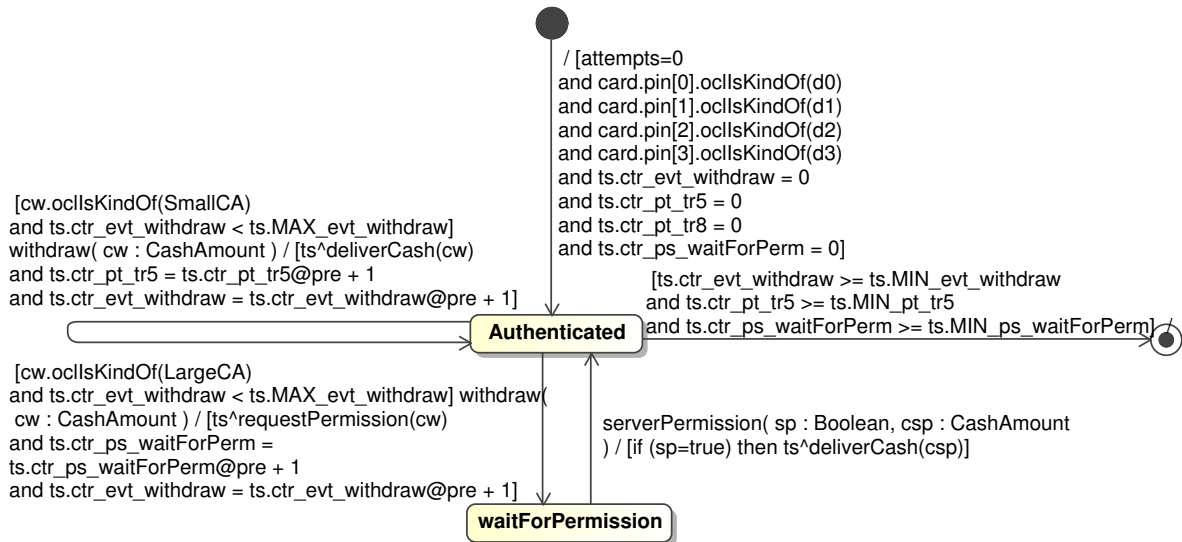 / [attempts=0
and card.pin[0].oclIsKindOf(d0)
and card.pin[1].oclIsKindOf(d1)
and card.pin[2].oclIsKindOf(d2)
and card.pin[3].oclIsKindOf(d3)
and ts.ctr_evt_withdraw = 0
and ts.ctr_pt_tr5 = 0
and ts.ctr_pt_tr8 = 0
and ts.ctr_ps_waitForPerm = 0]
[cw.oclIsKindOf(SmallCA)
and ts.ctr_evt_withdraw < ts.MAX_evt_withdraw]
withdraw( cw : CashAmount ) / [ts^deliverCash(cw)
and ts.ctr_pt_tr5 = ts.ctr_pt_tr5@pre + 1
and ts.ctr_evt_withdraw = ts.ctr_evt_withdraw@pre + 1]
[ts.ctr_evt_withdraw >= ts.MIN_evt_withdraw
and ts.ctr_pt_tr5 >= ts.MIN_pt_tr5
and ts.ctr_ps_waitForPerm >= ts.MIN_ps_waitForPerm] /
Authenticated
[cw.oclIsKindOf(LargeCA)
and ts.ctr_evt_withdraw < ts.MAX_evt_withdraw] withdraw(
cw : CashAmount ) / [ts^requestPermission(cw)
and ts.ctr_ps_waitForPerm =
ts.ctr_ps_waitForPerm@pre + 1
and ts.ctr_evt_withdraw = ts.ctr_evt_withdraw@pre + 1]
serverPermission( sp : Boolean, csp : CashAmount
) / [if (sp=true) then ts^deliverCash(csp)]
waitForPermission